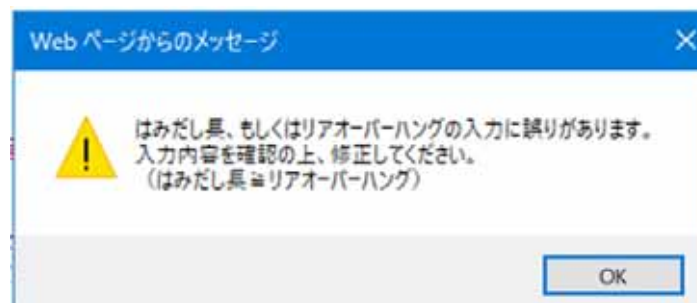 Web ページからのメッセージ
はみだし長、もしくはリアオーバーハングの入力に誤りがあります。
入力内容を確認の上、修正してください。
(はみだし長≧リアオーバーハング)
OK